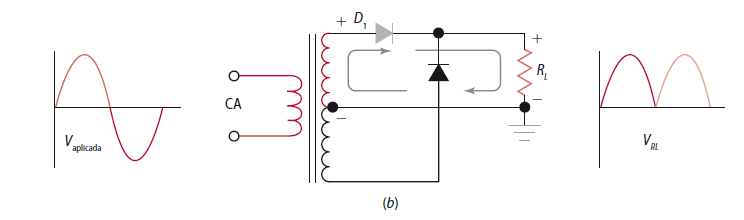 + D1
+
CA
RL
Vaplicada
−
−
VRL
(b)